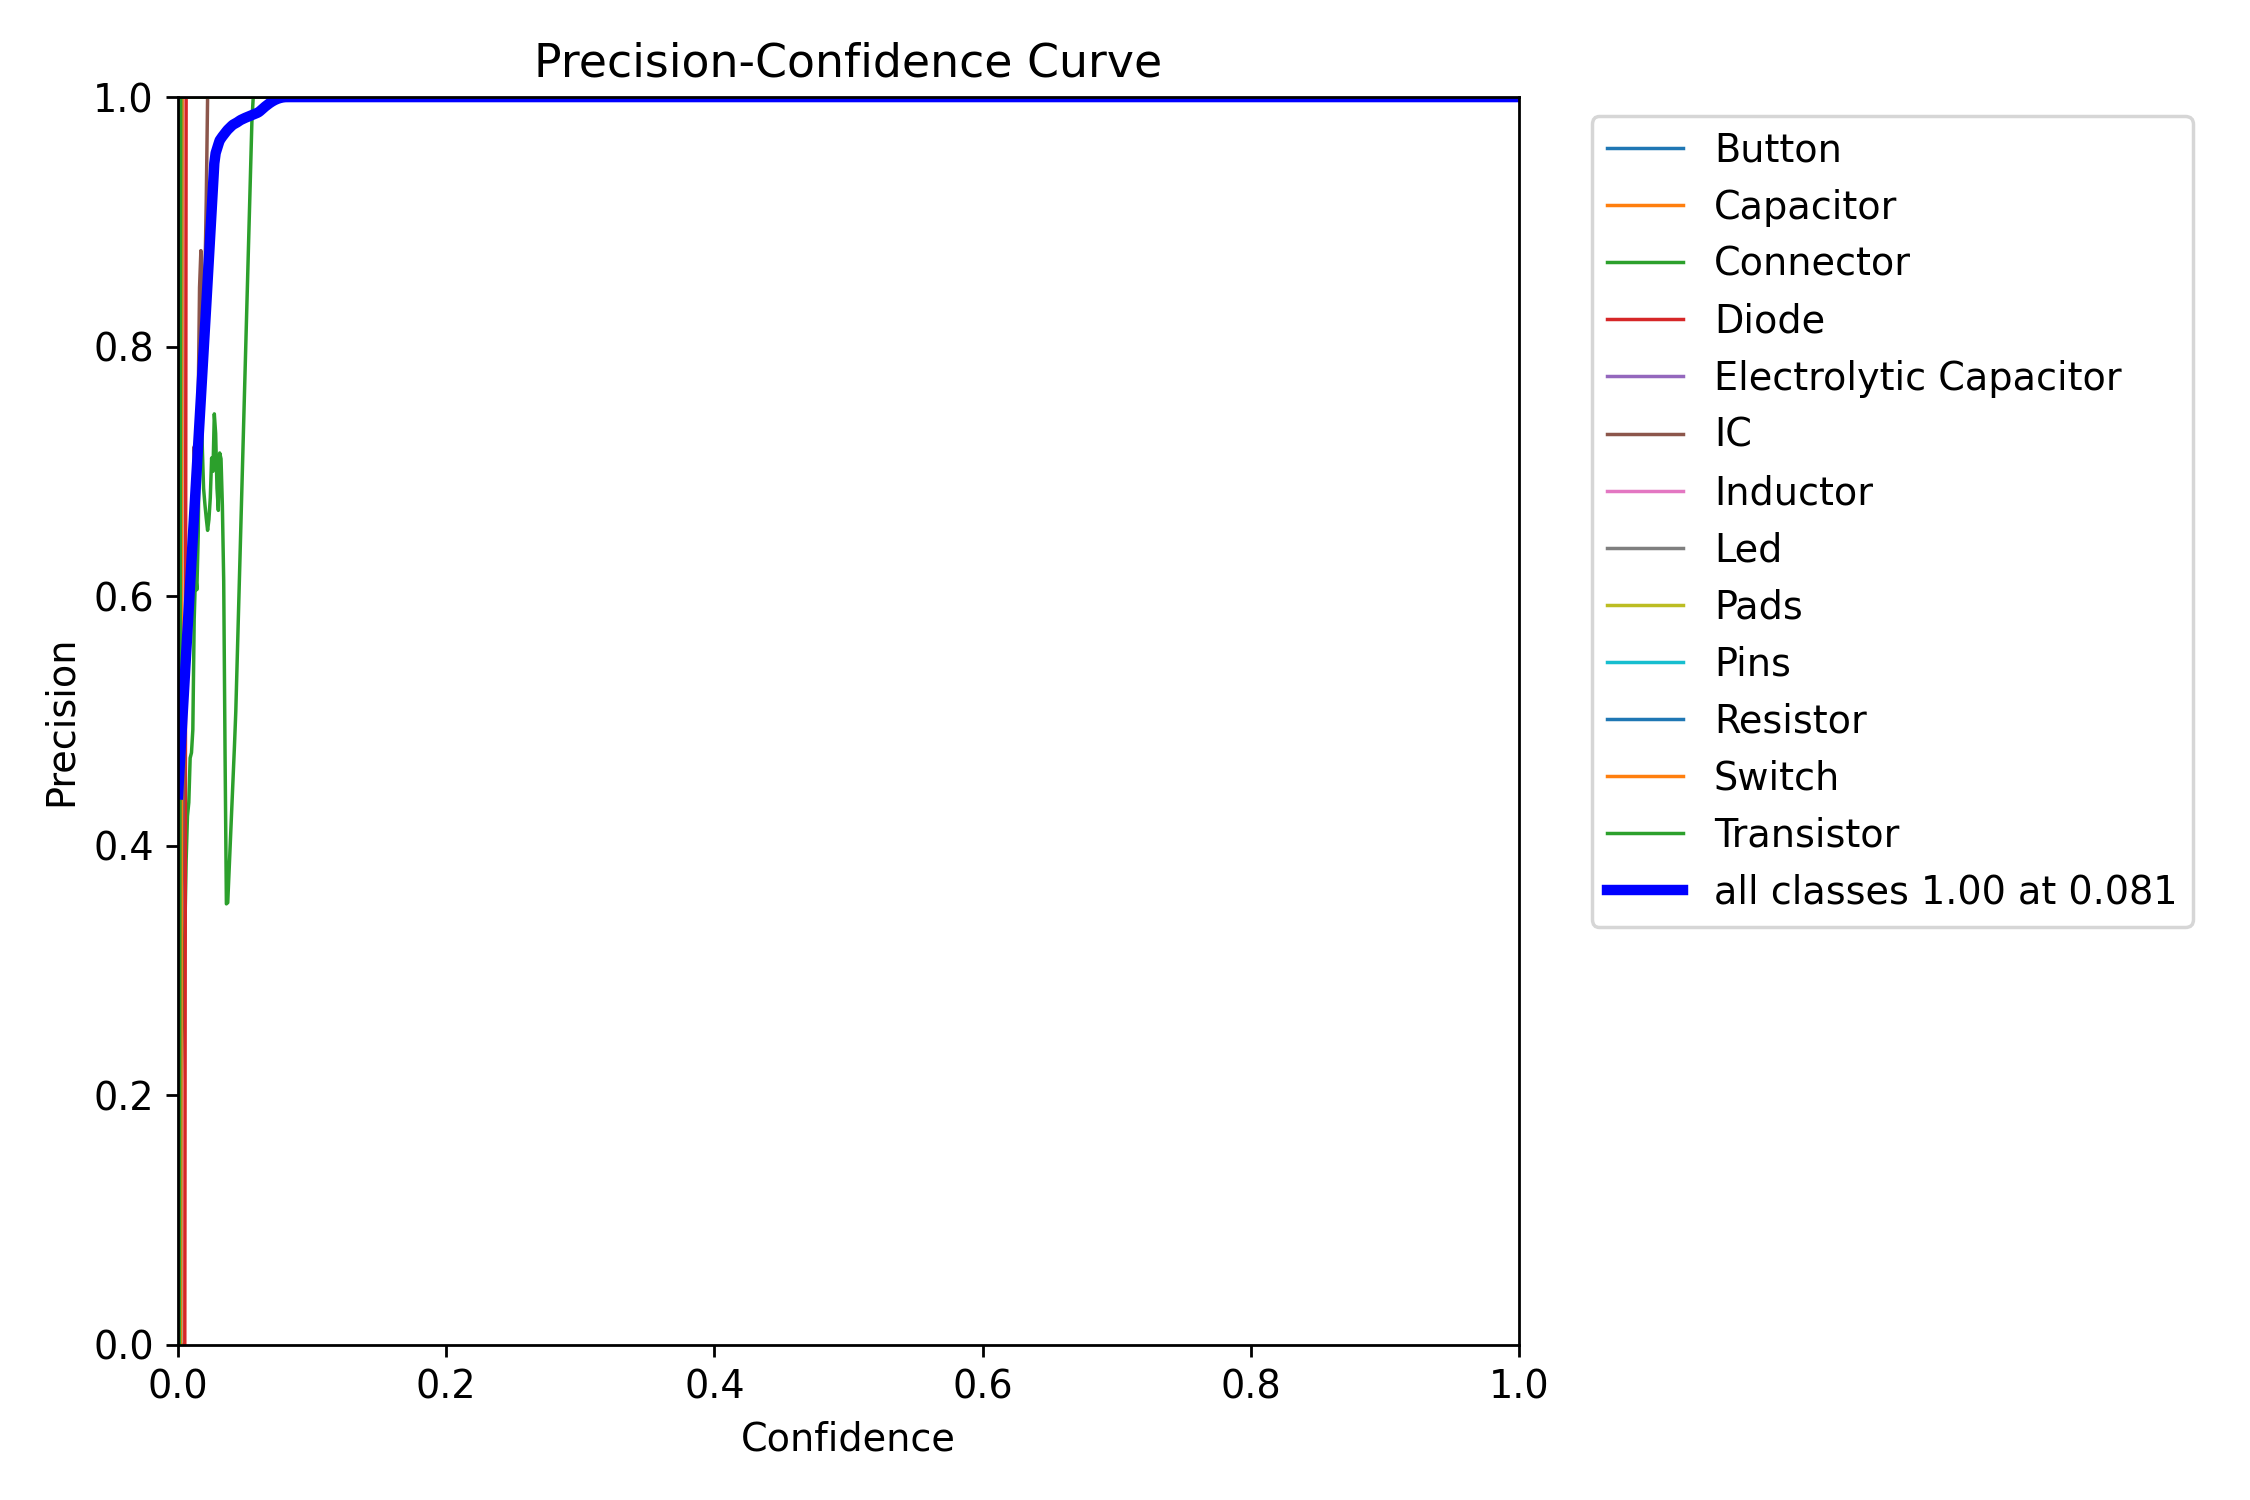 Precision-Confidence Curve
1.0
0.8
0.6
0.4
0.2
0.0
Precision
0.0 0.2 0.4 0.6 0.8 1.0
Confidence
Button
Capacitor
Connector
Diode
Electrolytic Capacitor
IC
Inductor
Led
Pads
Pins
Resistor
Switch
Transistor
all classes 1.00 at 0.081